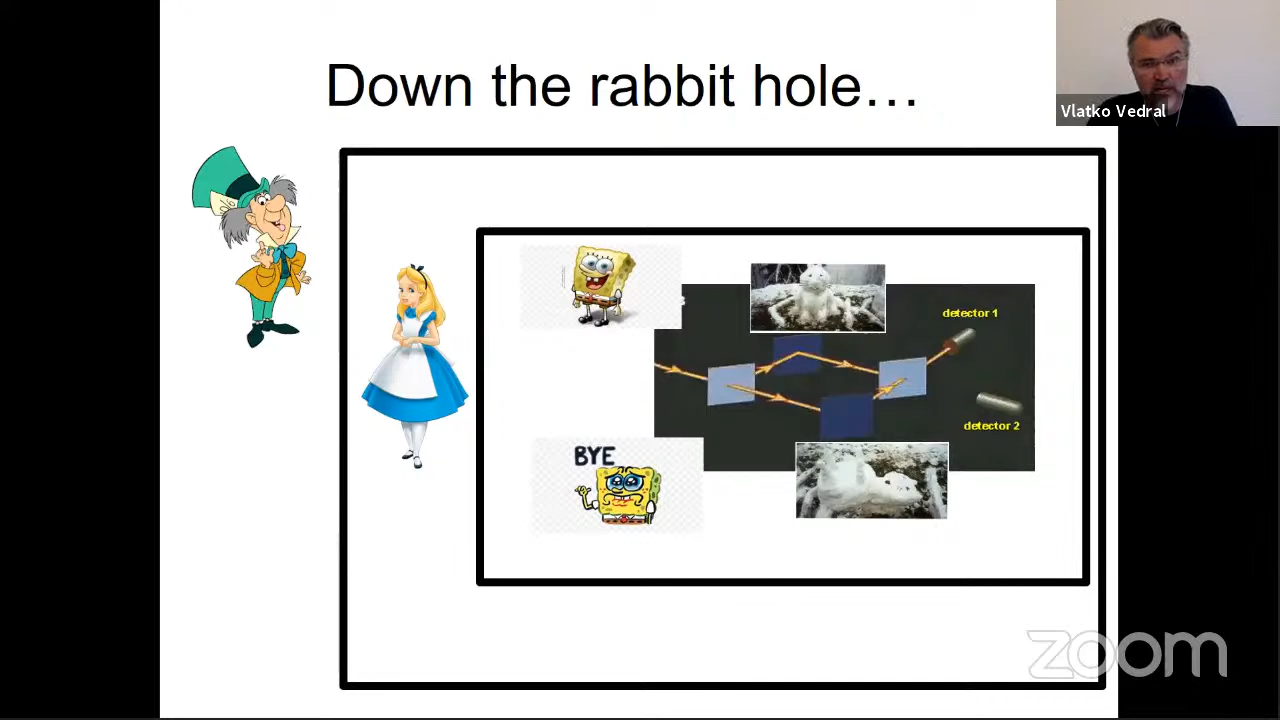 Down the rabbit hole…
Vlatko Vedral
detector 1
detector 2
BYE
zoom